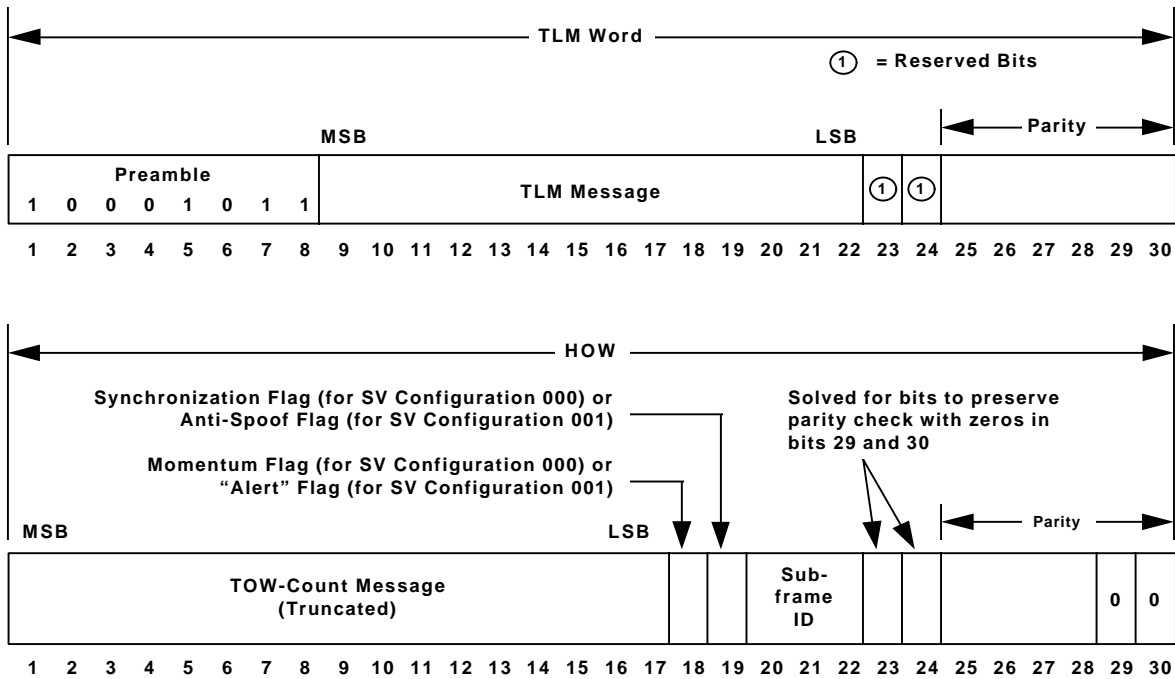 TLM Word
1 = Reserved Bits
MSB
LSB
Parity
Preamble
1 0 0 0 1 0 1 1
TLM Message
1 1
1 2 3 4 5 6 7 8 9 10 11 12 13 14 15 16 17 18 19 20 21 22 23 24 25 26 27 28 29 30
HOW
Synchronization Flag (for SV Configuration 000) or
Anti-Spoof Flag (for SV Configuration 001)
Momentum Flag (for SV Configuration 000) or
“Alert” Flag (for SV Configuration 001)
Solved for bits to preserve
parity check with zeros in
bits 29 and 30
MSB
LSB
Parity
TOW-Count Message
(Truncated)
Sub-
frame
ID
0 0
1 2 3 4 5 6 7 8 9 10 11 12 13 14 15 16 17 18 19 20 21 22 23 24 25 26 27 28 29 30